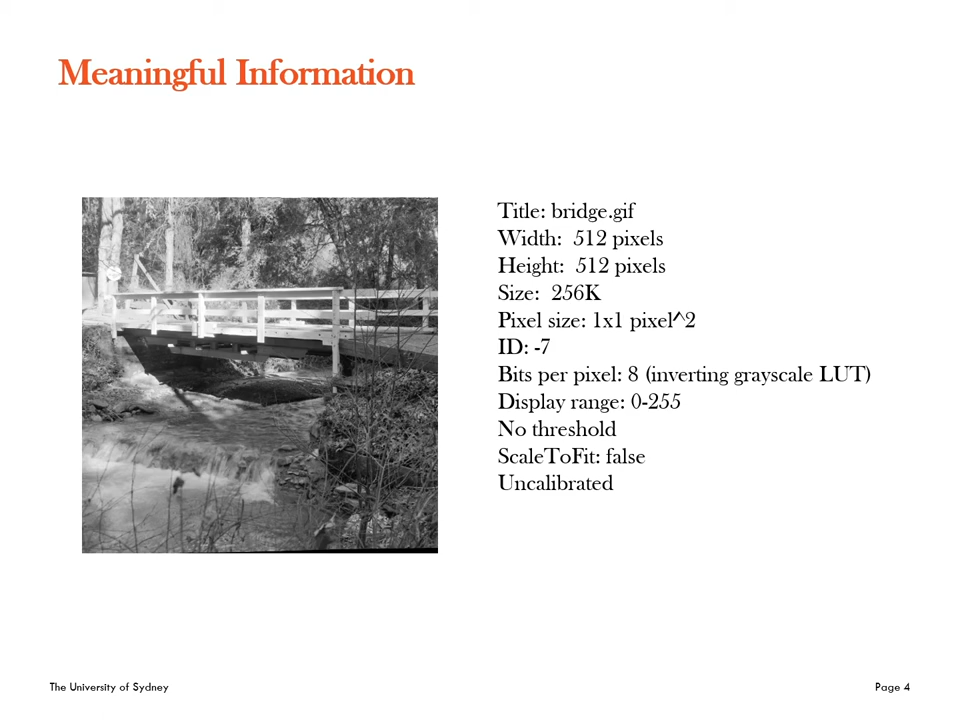 Meaningful Information
Title: bridge.gif
Width:  512 pixels
Height:  512 pixels
Size:  256K
Pixel size: 1x1 pixel^2
ID: -7
Bits per pixel: 8 (inverting grayscale LUT)
Display range: 0-255
No threshold
ScaleToFit: false
Uncalibrated
The University of Sydney
Page 4